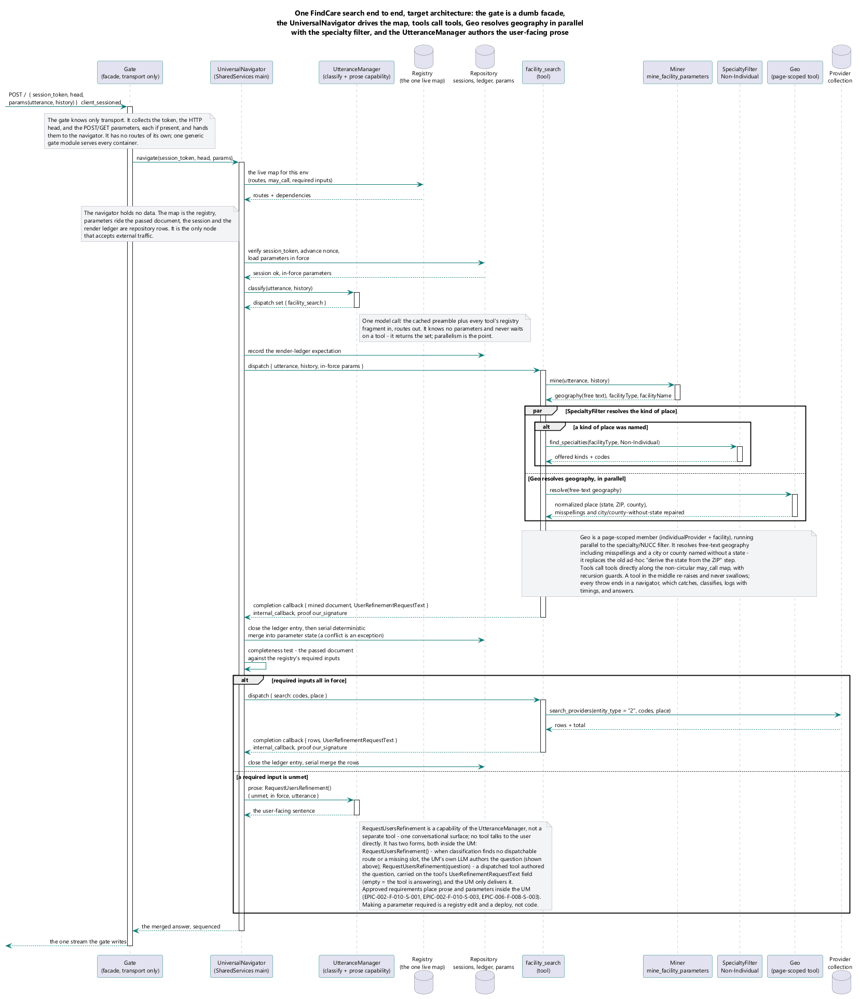 One FindCare search end to end, target architecture: the gate is a dumb facade,
the UniversalNavigator drives the map, tools call tools, Geo resolves geography in parallel
with the specialty filter, and the UtteranceManager authors the user-facing prose
Gate
(facade, transport only)
UniversalNavigator
(SharedServices main)
UtteranceManager
(classify + prose capability)
Registry
(the one live map)
Repository
sessions, ledger, params
facility_search
(tool)
Miner
mine_facility_parameters
SpecialtyFilter
Non-Individual
Geo
(page-scoped tool)
Provider
collection
POST /  { session_token, head,
params(utterance, history) }  client_sessioned
The gate knows only transport. It collects the token, the HTTP
head, and the POST/GET parameters, each if present, and hands
them to the navigator. It has no routes of its own; one generic
gate module serves every container.
navigate(session_token, head, params)
the live map for this env
(routes, may_call, required inputs)
routes + dependencies
The navigator holds no data. The map is the registry,
parameters ride the passed document, the session and the
render ledger are repository rows. It is the only node
that accepts external traffic.
verify session_token, advance nonce,
load parameters in force
session ok, in-force parameters
classify(utterance, history)
dispatch set { facility_search }
One model call: the cached preamble plus every tool's registry
fragment in, routes out. It knows no parameters and never waits
on a tool - it returns the set; parallelism is the point.
record the render-ledger expectation
dispatch { utterance, history, in-force params }
mine(utterance, history)
geography(free text), facilityType, facilityName
par [SpecialtyFilter resolves the kind of place]
alt [a kind of place was named]
find_specialties(facilityType, Non-Individual)
offered kinds + codes
[Geo resolves geography, in parallel]
resolve(free-text geography)
normalized place (state, ZIP, county),
misspellings and city/county-without-state repaired
Geo is a page-scoped member (individualProvider + facility), running
parallel to the specialty/NUCC filter. It resolves free-text geography
including misspellings and a city or county named without a state -
it replaces the old ad-hoc "derive the state from the ZIP" step.
Tools call tools directly along the non-circular may_call map, with
recursion guards. A tool in the middle re-raises and never swallows;
every throw ends in a navigator, which catches, classifies, logs with
timings, and answers.
completion callback { mined document, UserRefinementRequestText }
internal_callback, proof our_signature
close the ledger entry, then serial deterministic
merge into parameter state (a conflict is an exception)
completeness test - the passed document
against the registry's required inputs
alt [required inputs all in force]
dispatch { search: codes, place }
search_providers(entity_type = "2", codes, place)
rows + total
completion callback { rows, UserRefinementRequestText }
internal_callback, proof our_signature
close the ledger entry, serial merge the rows
[a required input is unmet]
prose: RequestUsersRefinement()
{ unmet, in force, utterance }
the user-facing sentence
RequestUsersRefinement is a capability of the UtteranceManager, not a
separate tool - one conversational surface; no tool talks to the user
directly. It has two forms, both inside the UM:
RequestUsersRefinement() - when classification finds no dispatchable
route or a missing slot, the UM's own LLM authors the question (shown
above); RequestUsersRefinement(question) - a dispatched tool authored
the question, carried on the tool's UserRefinementRequestText field
(empty = the tool is answering), and the UM only delivers it.
Approved requirements place prose and parameters inside the UM
(EPIC-002-F-010-S-001, EPIC-002-F-010-S-003, EPIC-006-F-008-S-003).
Making a parameter required is a registry edit and a deploy, not code.
the merged answer, sequenced
the one stream the gate writes
Gate
(facade, transport only)
UniversalNavigator
(SharedServices main)
UtteranceManager
(classify + prose capability)
Registry
(the one live map)
Repository
sessions, ledger, params
facility_search
(tool)
Miner
mine_facility_parameters
SpecialtyFilter
Non-Individual
Geo
(page-scoped tool)
Provider
collection